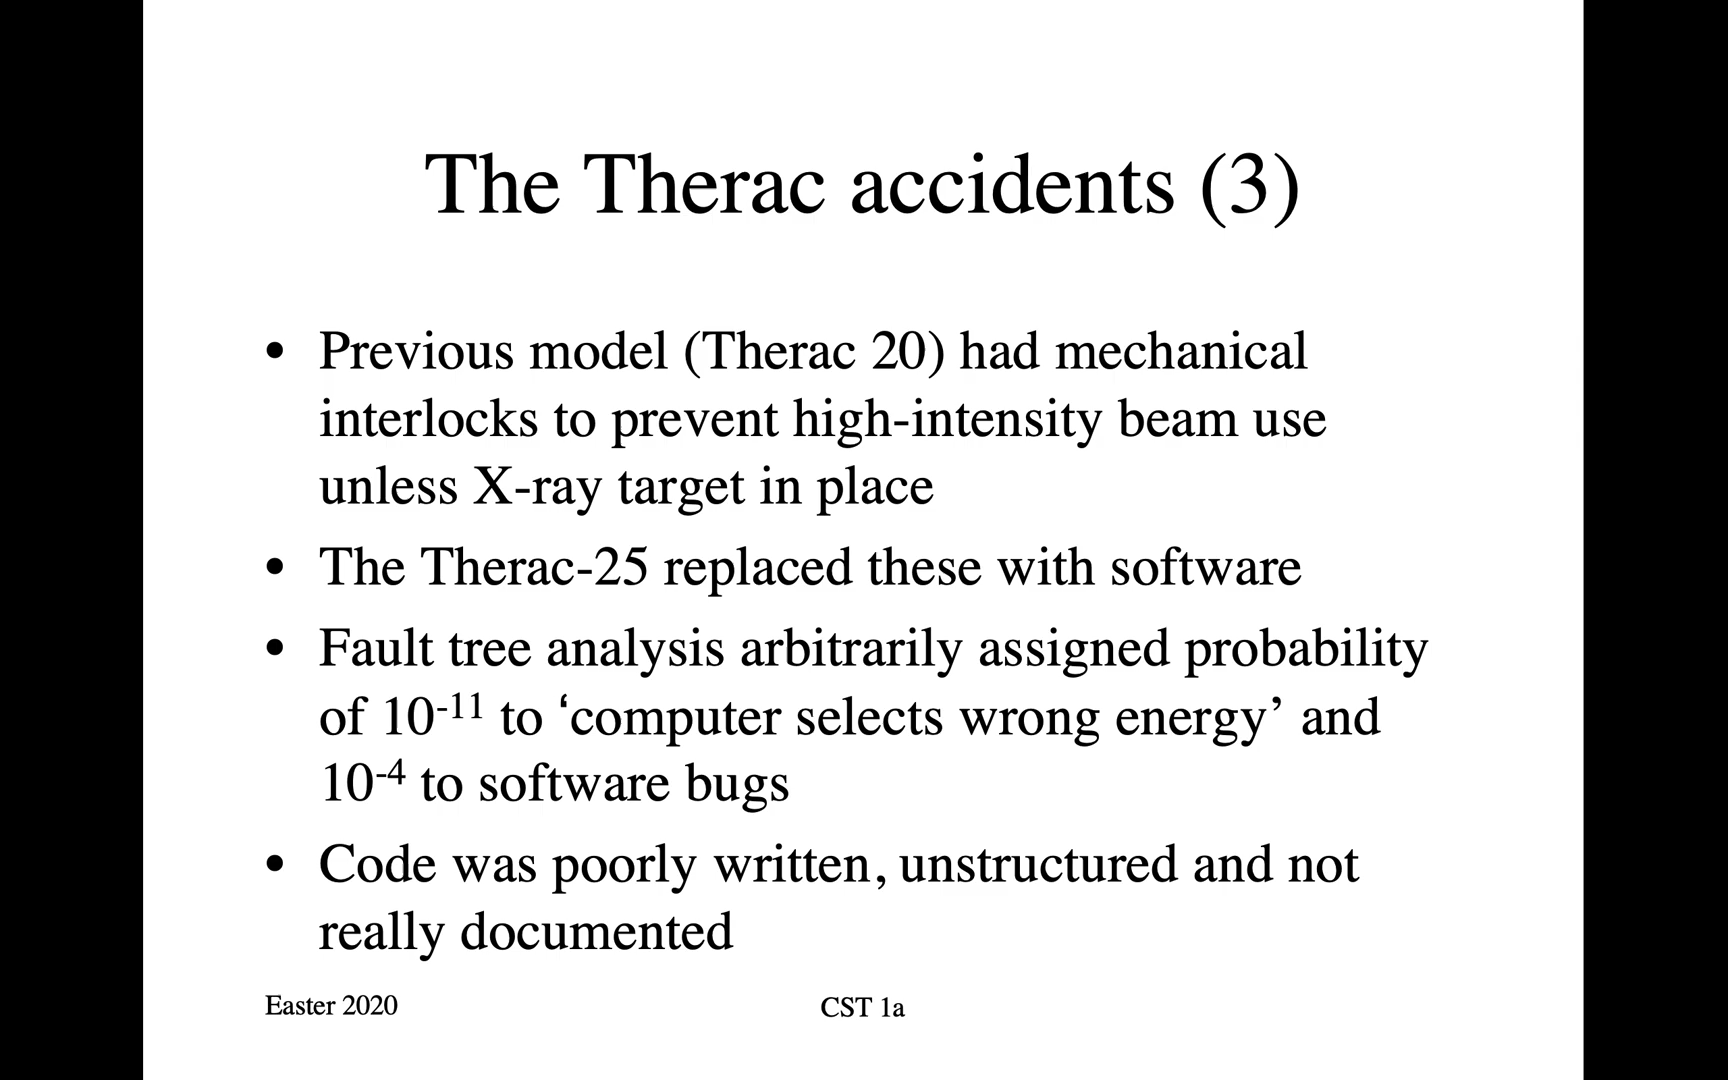 The Therac accidents (3)
• Previous model (Therac 20) had mechanical
interlocks to prevent high-intensity beam use
unless X-ray target in place
• The Therac-25 replaced these with software
• Fault tree analysis arbitrarily assigned probability
of 10⁻¹¹ to ‘computer selects wrong energy’ and
10⁻⁴ to software bugs
• Code was poorly written, unstructured and not
really documented
Easter 2020
CST 1a